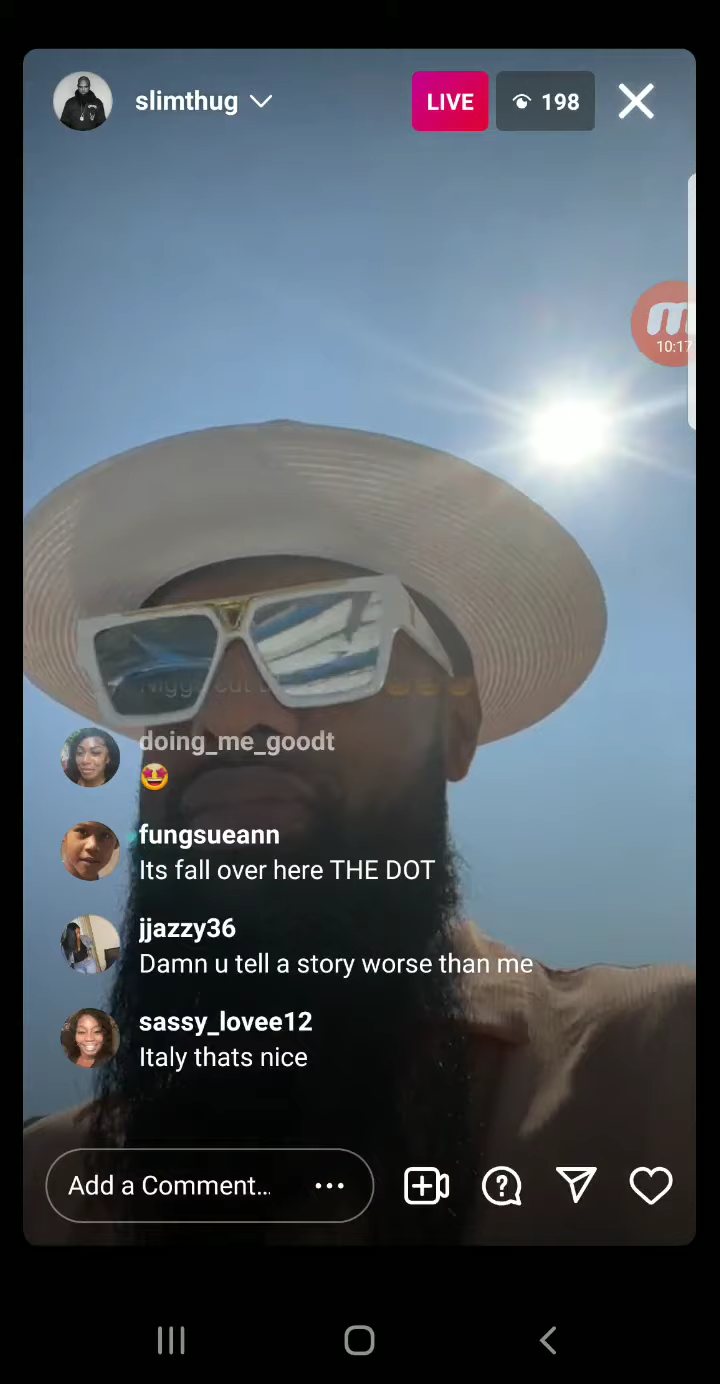 slimthug
LIVE
198
10:17
doing_me_goodt
fungsueann
Its fall over here THE DOT
jjazzy36
Damn u tell a story worse than me
sassy_lovee12
Italy thats nice
Add a Comment...